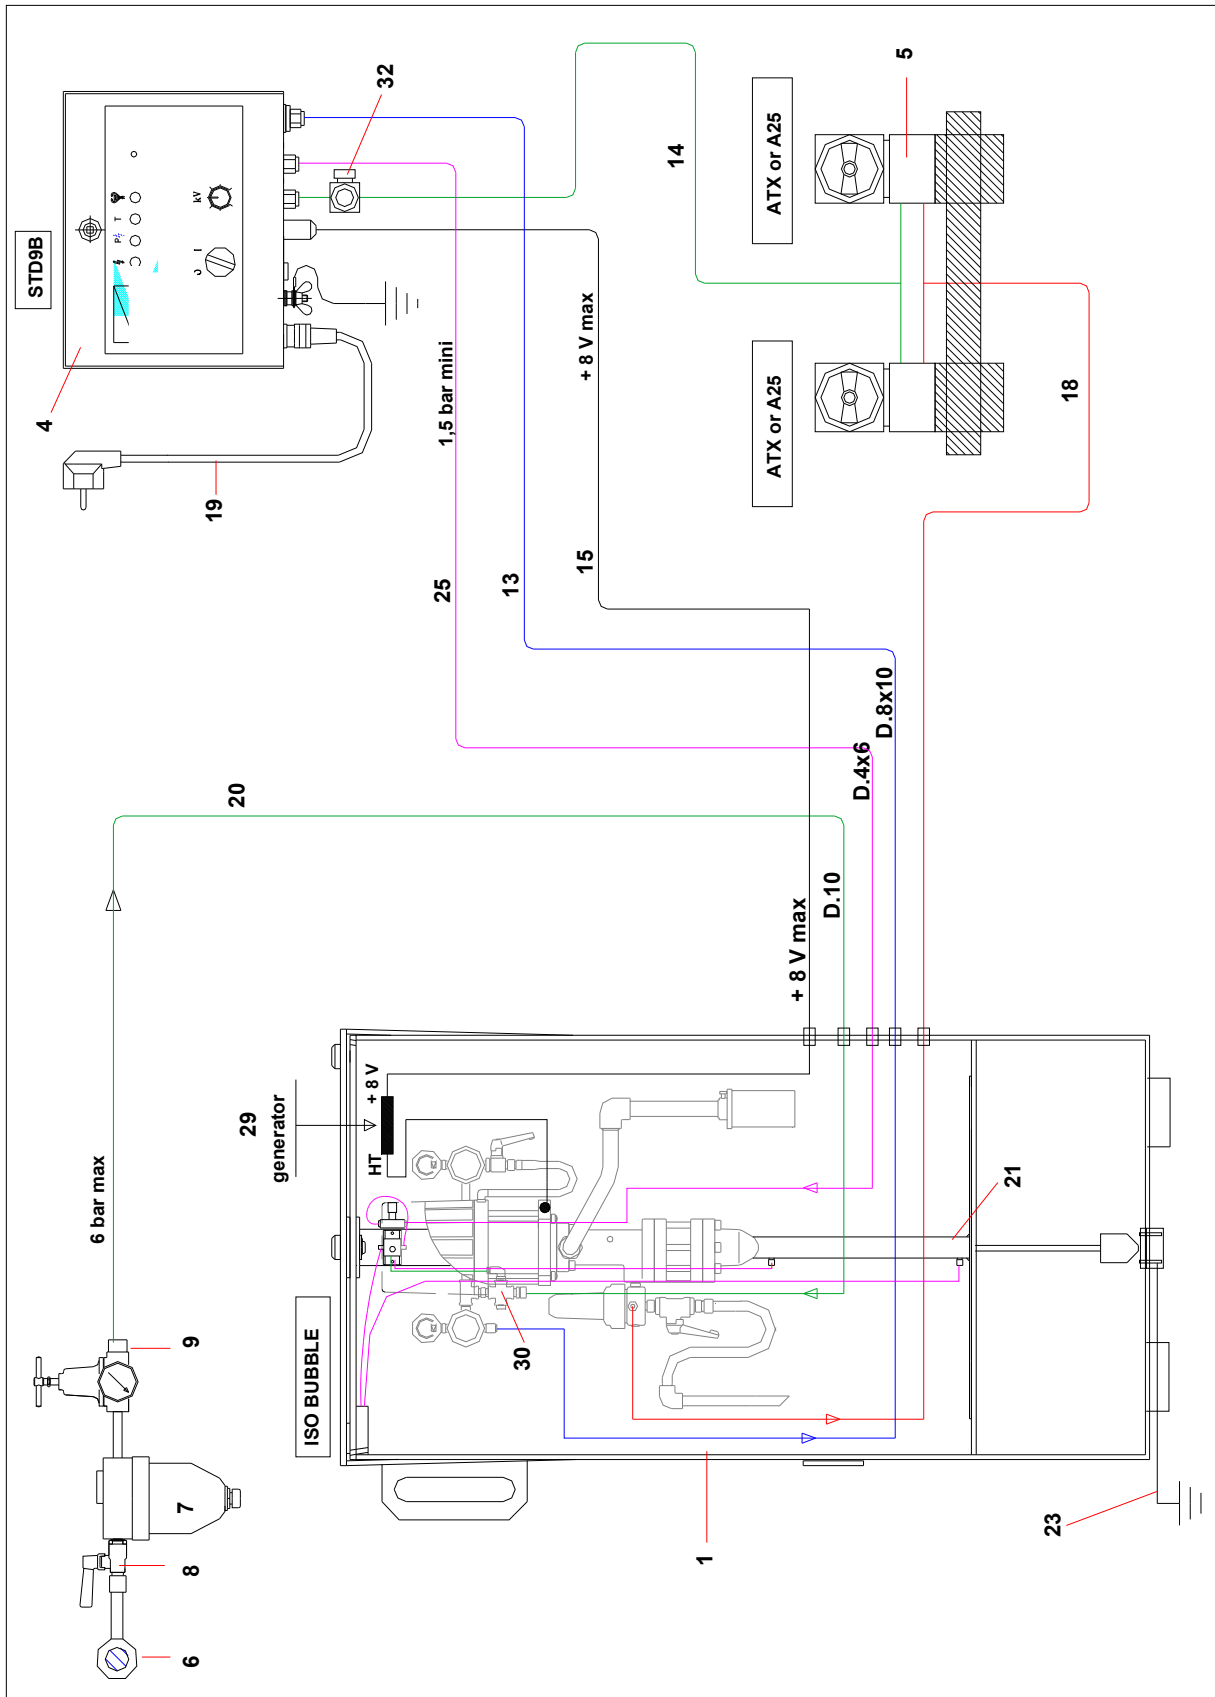 STD9B
P
T
kV
I
4
19
32
14
5
ATX or A25
ATX or A25
18
1,5 bar mini
+ 8 V max
25
13
15
20
D.4x6
D.8x10
D.10
+ 8 V max
6 bar max
29
generator
HT
+ 8 V
ISO BUBBLE
30
21
1
23
9
7
8
6